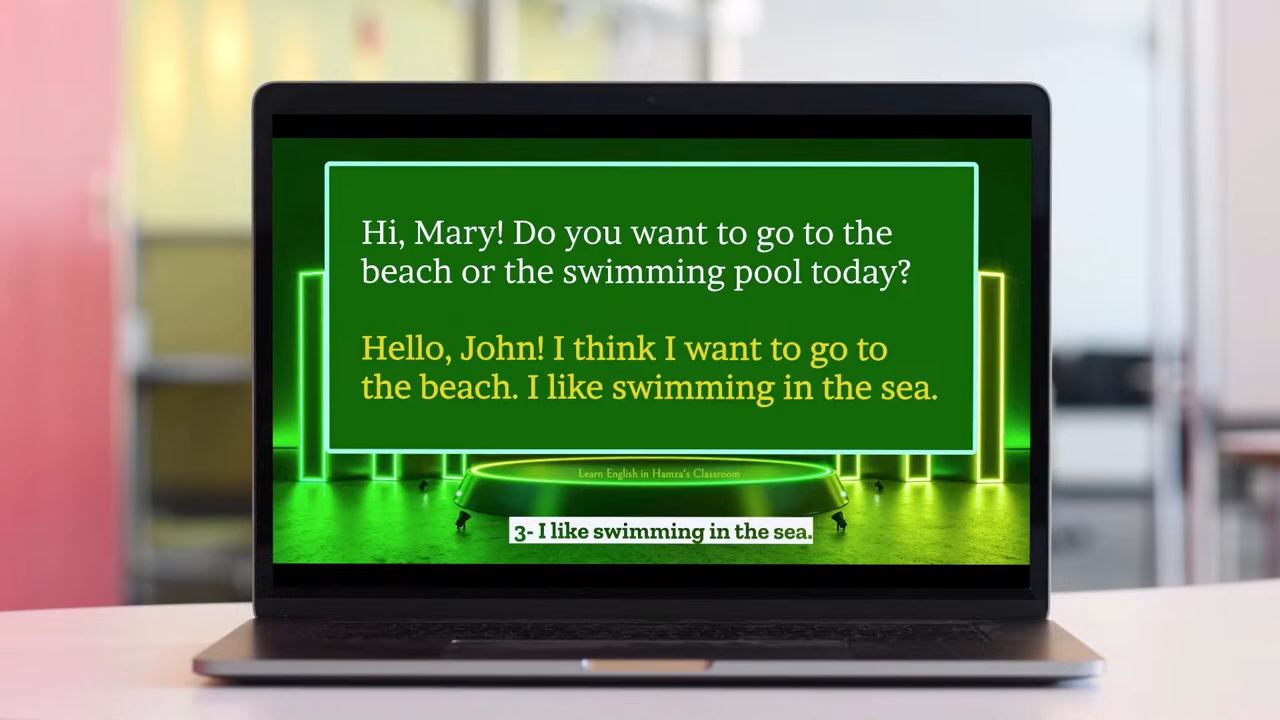 Hi, Mary! Do you want to go to the
beach or the swimming pool today?
Hello, John! I think I want to go to
the beach. I like swimming in the sea.
Learn English in Hamza's Classroom
3- I like swimming in the sea.